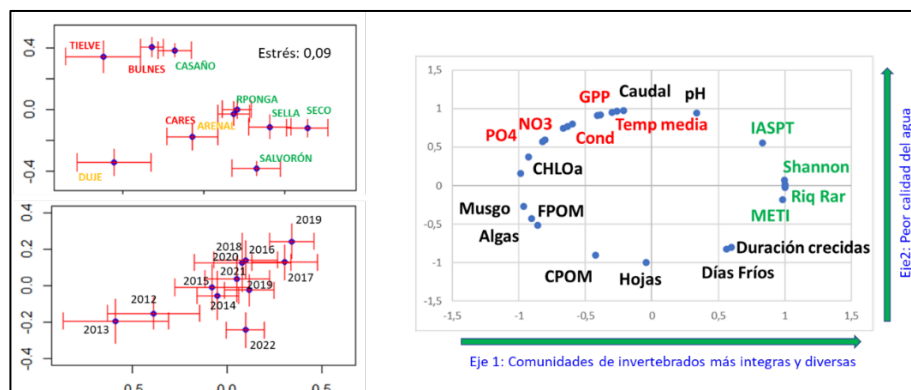 0.4
0.0
-0.4
TIELVE
BULNES
CASAÑO
Estrés: 0,09
RPONGA
SELLA
SECO
CARES
ARENAL
SALVORÓN
DUJE
0.4
0.2
0.0
-0.2
-0.4
2019
2018
2016
2020
2017
2021
2015
2019
2014
2012
2013
2022
0.5
0.0
0.5
1,5
1
0,5
0
-0,5
-1
-1,5
GPP
Caudal
pH
NO3
Temp media
PO4
Cond
IASPT
CHLOa
Shannon
Riq Rar
METI
Musgo
FPOM
Algas
Duración crecidas
CPOM
Hojas
Días Fríos
-1,5
-1
-0,5
0
0,5
1
1,5
Eje 1: Comunidades de invertebrados más integras y diversas
Eje2: Peor calidad del agua